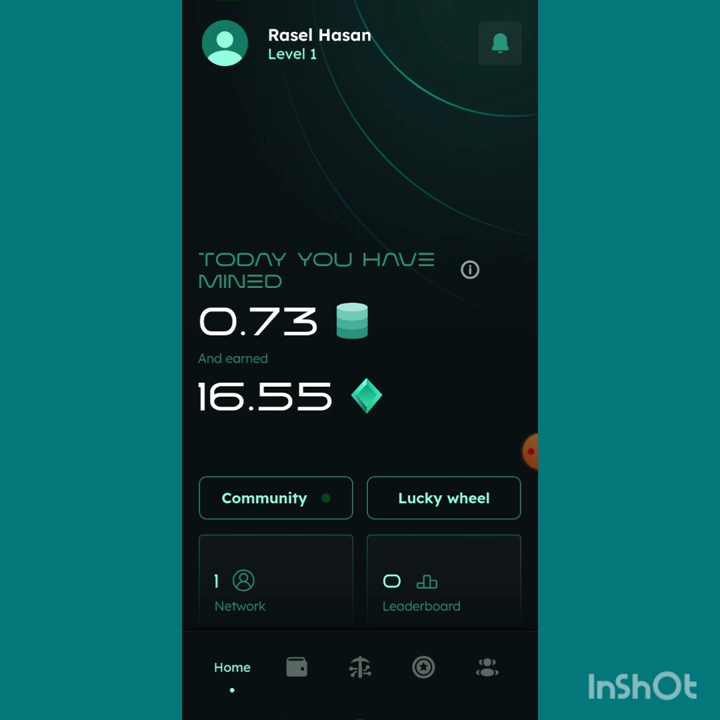 Rasel Hasan
Level 1
TODAY YOU HAVE
MINED
0.73
And earned
16.55
Community
Lucky wheel
1
0
Network
Leaderboard
Home
InShOt